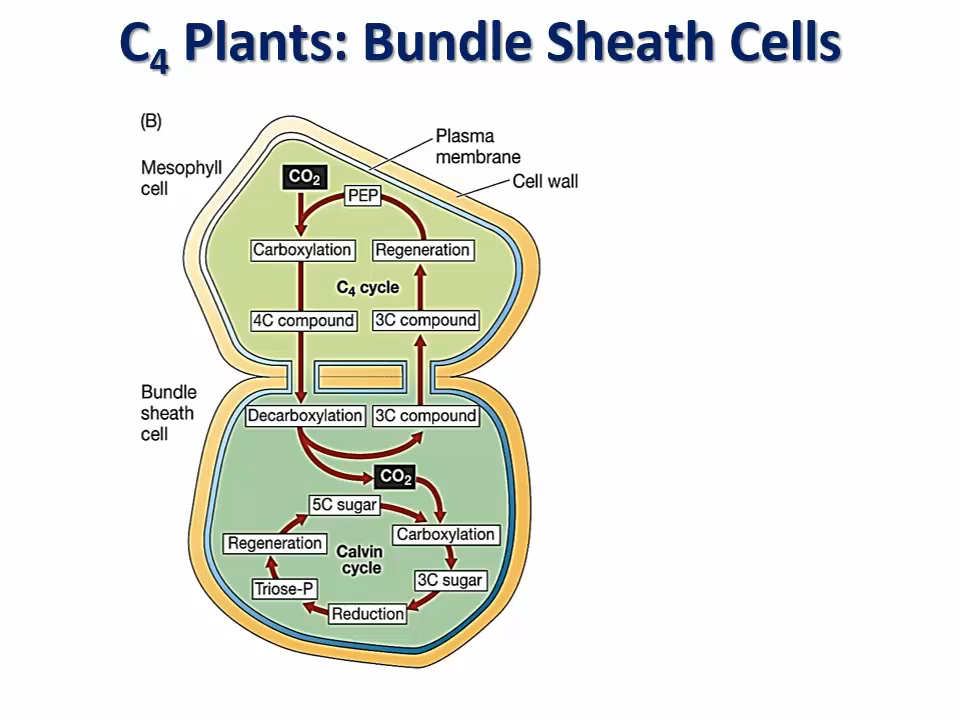 C₄ Plants: Bundle Sheath Cells
(B)
Plasma
membrane
Mesophyll
cell
CO₂
PEP
Cell wall
Carboxylation
Regeneration
C₄ cycle
4C compound
3C compound
Bundle
sheath
cell
Decarboxylation
3C compound
CO₂
5C sugar
Carboxylation
Regeneration
Calvin
cycle
3C sugar
Triose-P
Reduction